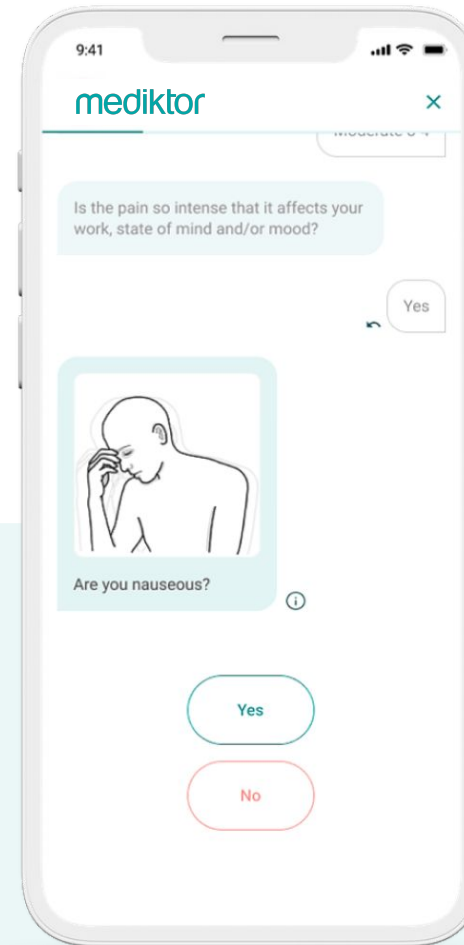 9:41
mediktor
Is the pain so intense that it affects your
work, state of mind and/or mood?
Yes
Are you nauseous?
Yes
No